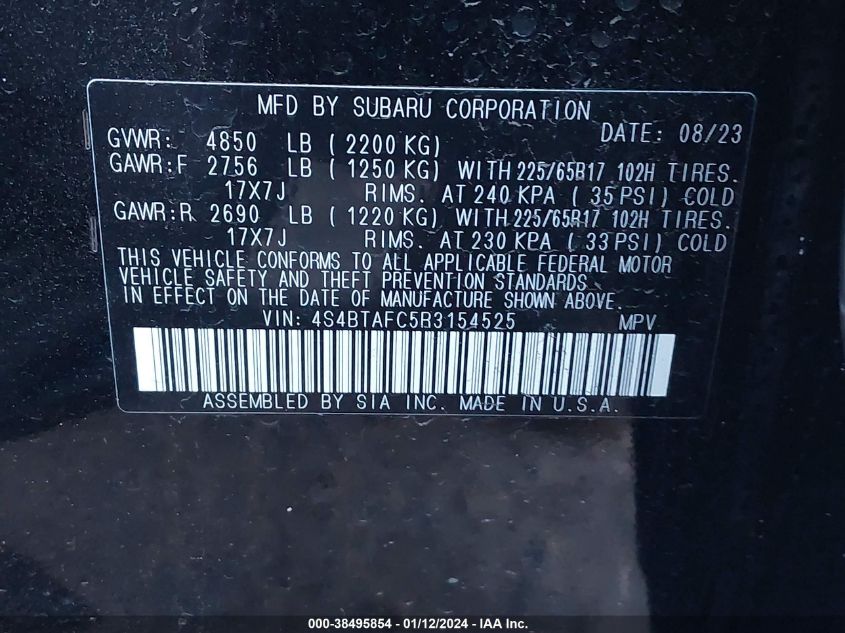 MFD BY SUBARU CORPORATION
DATE: 08/23
GVWR: 4850 LB ( 2200 KG)
GAWR:F 2756 LB ( 1250 KG) WITH 225/65R17 102H TIRES.
17X7J RIMS. AT 240 KPA ( 35 PSI) COLD
GAWR:R 2690 LB ( 1220 KG) WITH 225/65R17 102H TIRES.
17X7J RIMS. AT 230 KPA ( 33 PSI) COLD
THIS VEHICLE CONFORMS TO ALL APPLICABLE FEDERAL MOTOR
VEHICLE SAFETY AND THEFT PREVENTION STANDARDS
IN EFFECT ON THE DATE OF MANUFACTURE SHOWN ABOVE.
VIN: 4S4BTAFC5R3154525 MPV
ASSEMBLED BY SIA INC. MADE IN U.S.A.
000-38495854 - 01/12/2024 - IAA Inc.